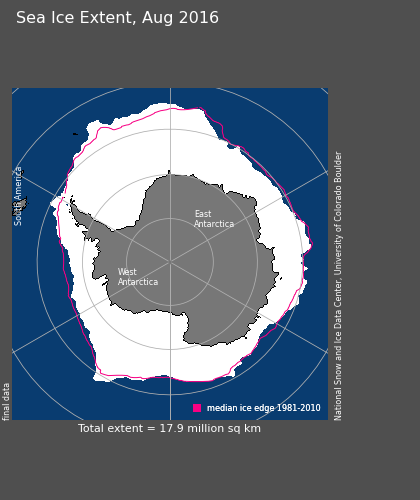 Sea Ice Extent, Aug 2016
South America
East
Antarctica
West
Antarctica
median ice edge 1981-2010
final data
National Snow and Ice Data Center, University of Colorado Boulder
Total extent = 17.9 million sq km